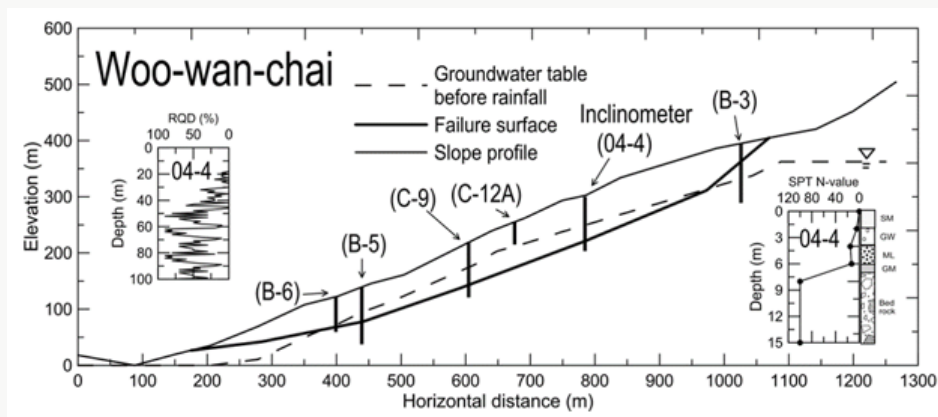 Woo-wan-chai
Groundwater table
before rainfall
Failure surface
Slope profile
Inclinometer
(04-4)
(B-3)
(C-12A)
(C-9)
(B-5)
(B-6)
Elevation (m)
600
500
400
300
200
100
0
RQD (%)
100 50 0
0
20
40
60
80
100
Depth (m)
04-4
SPT N-value
120 80 40 0
0
3
6
9
12
15
Depth (m)
04-4
SM
GW
ML
GM
Bed
rock
0 100 200 300 400 500 600 700 800 900 1000 1100 1200 1300
Horizontal distance (m)